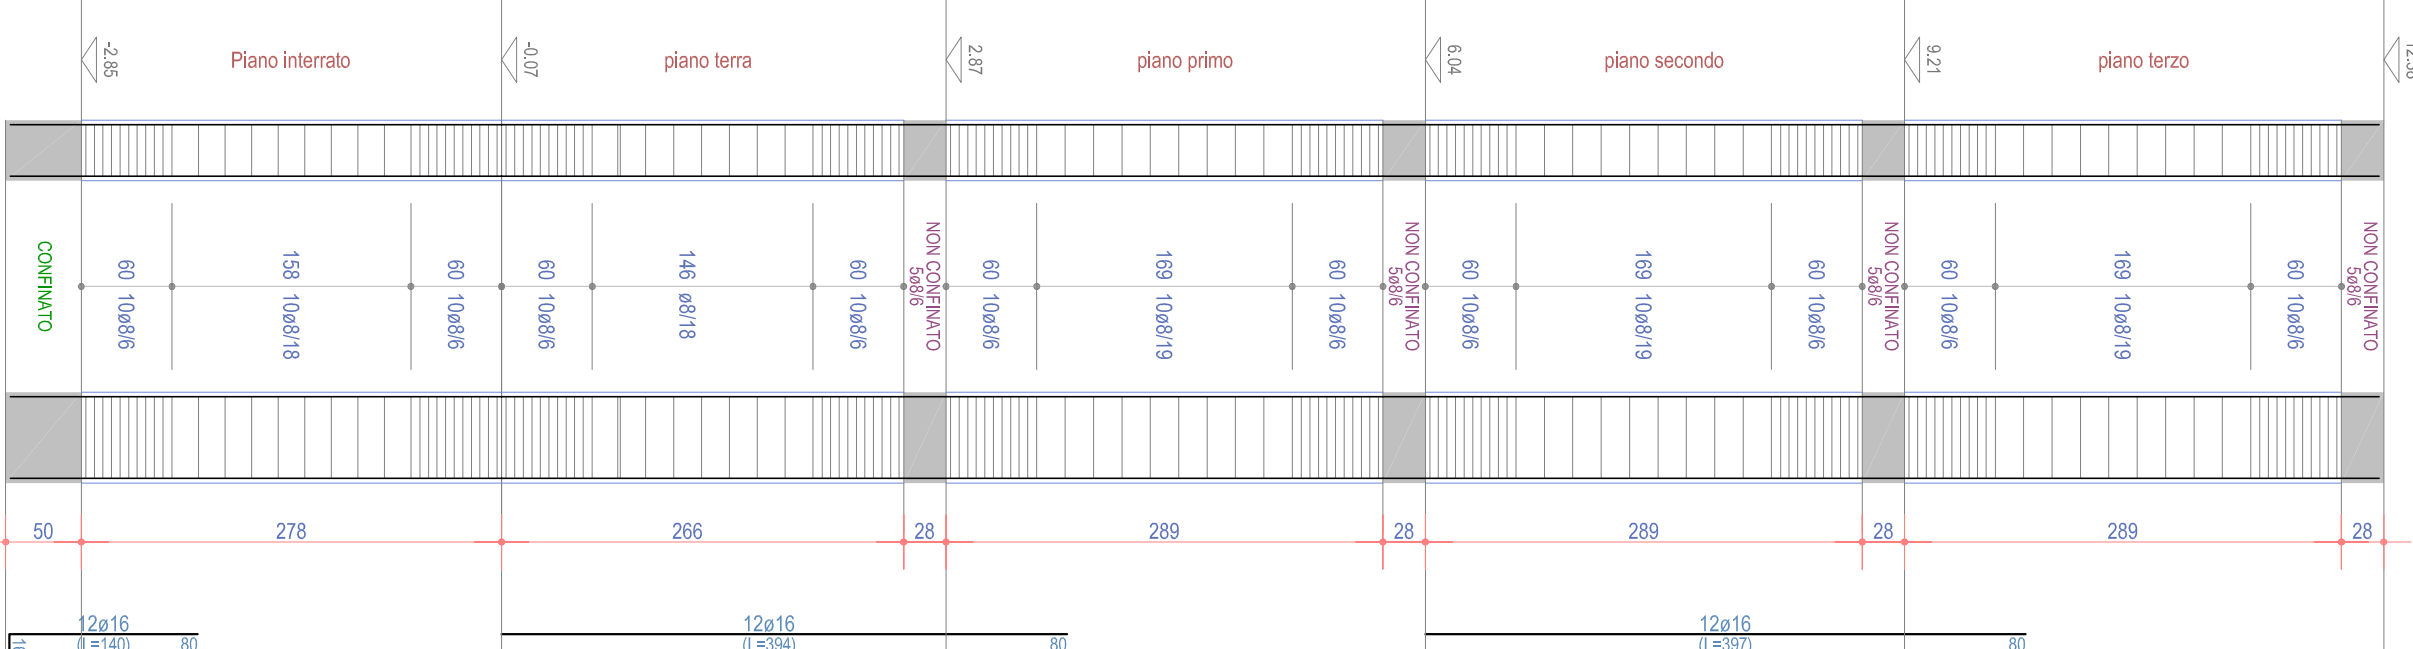 -2.85
Piano interrato
-0.07
piano terra
2.87
piano primo
6.04
piano secondo
9.21
piano terzo
CONFINATO
60 10ø8/6
158 10ø8/18
60 10ø8/6
60 10ø8/6
146 ø8/18
60 10ø8/6
NON CONFINATO
5ø8/6
60 10ø8/6
169 10ø8/19
60 10ø8/6
NON CONFINATO
5ø8/6
60 10ø8/6
169 10ø8/19
60 10ø8/6
NON CONFINATO
5ø8/6
60 10ø8/6
169 10ø8/19
60 10ø8/6
NON CONFINATO
5ø8/6
50
278
266
28
289
28
289
28
289
28
12ø16
(L=140)
80
12ø16
(L=394)
80
12ø16
(L=397)
80